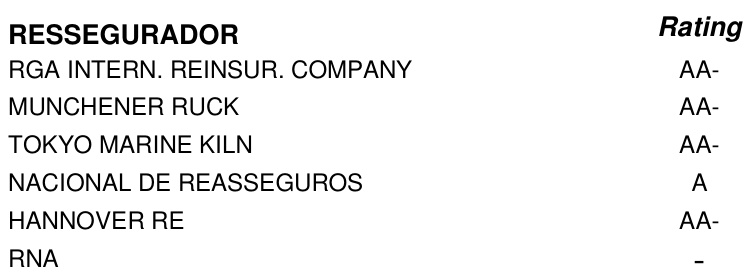 RESSEGURADOR Rating
RGA INTERN. REINSUR. COMPANY AA-
MUNCHENER RUCK AA-
TOKYO MARINE KILN AA-
NACIONAL DE REASSEGUROS A
HANNOVER RE AA-
RNA -